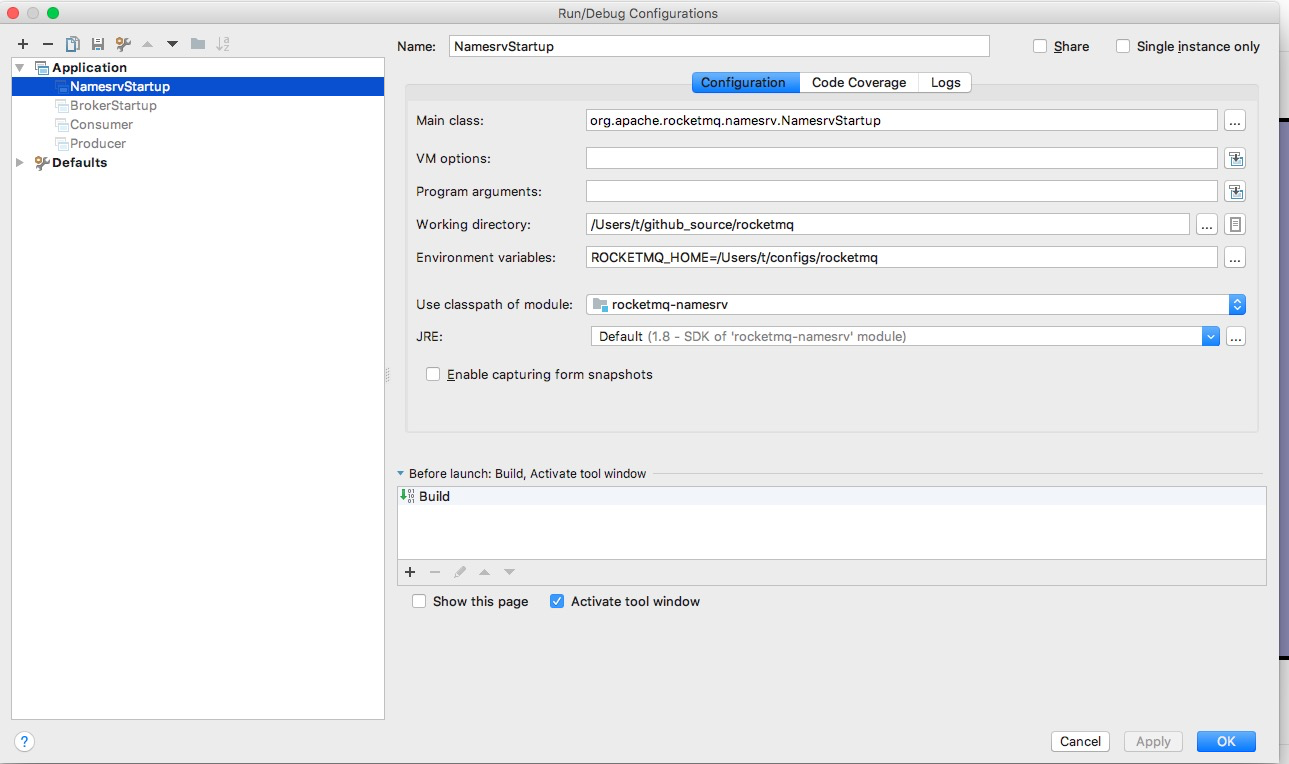 Run/Debug Configurations
Name: NamesrvStartup Share Single instance only
Application
NamesrvStartup
BrokerStartup
Consumer
Producer
Defaults
Configuration Code Coverage Logs
Main class: org.apache.rocketmq.namesrv.NamesrvStartup ...
VM options:
Program arguments:
Working directory: /Users/t/github_source/rocketmq ...
Environment variables: ROCKETMQ_HOME=/Users/t/configs/rocketmq ...
Use classpath of module: rocketmq-namesrv
JRE: Default (1.8 - SDK of 'rocketmq-namesrv' module) ...
Enable capturing form snapshots
Before launch: Build, Activate tool window
Build
Show this page Activate tool window
? Cancel Apply OK